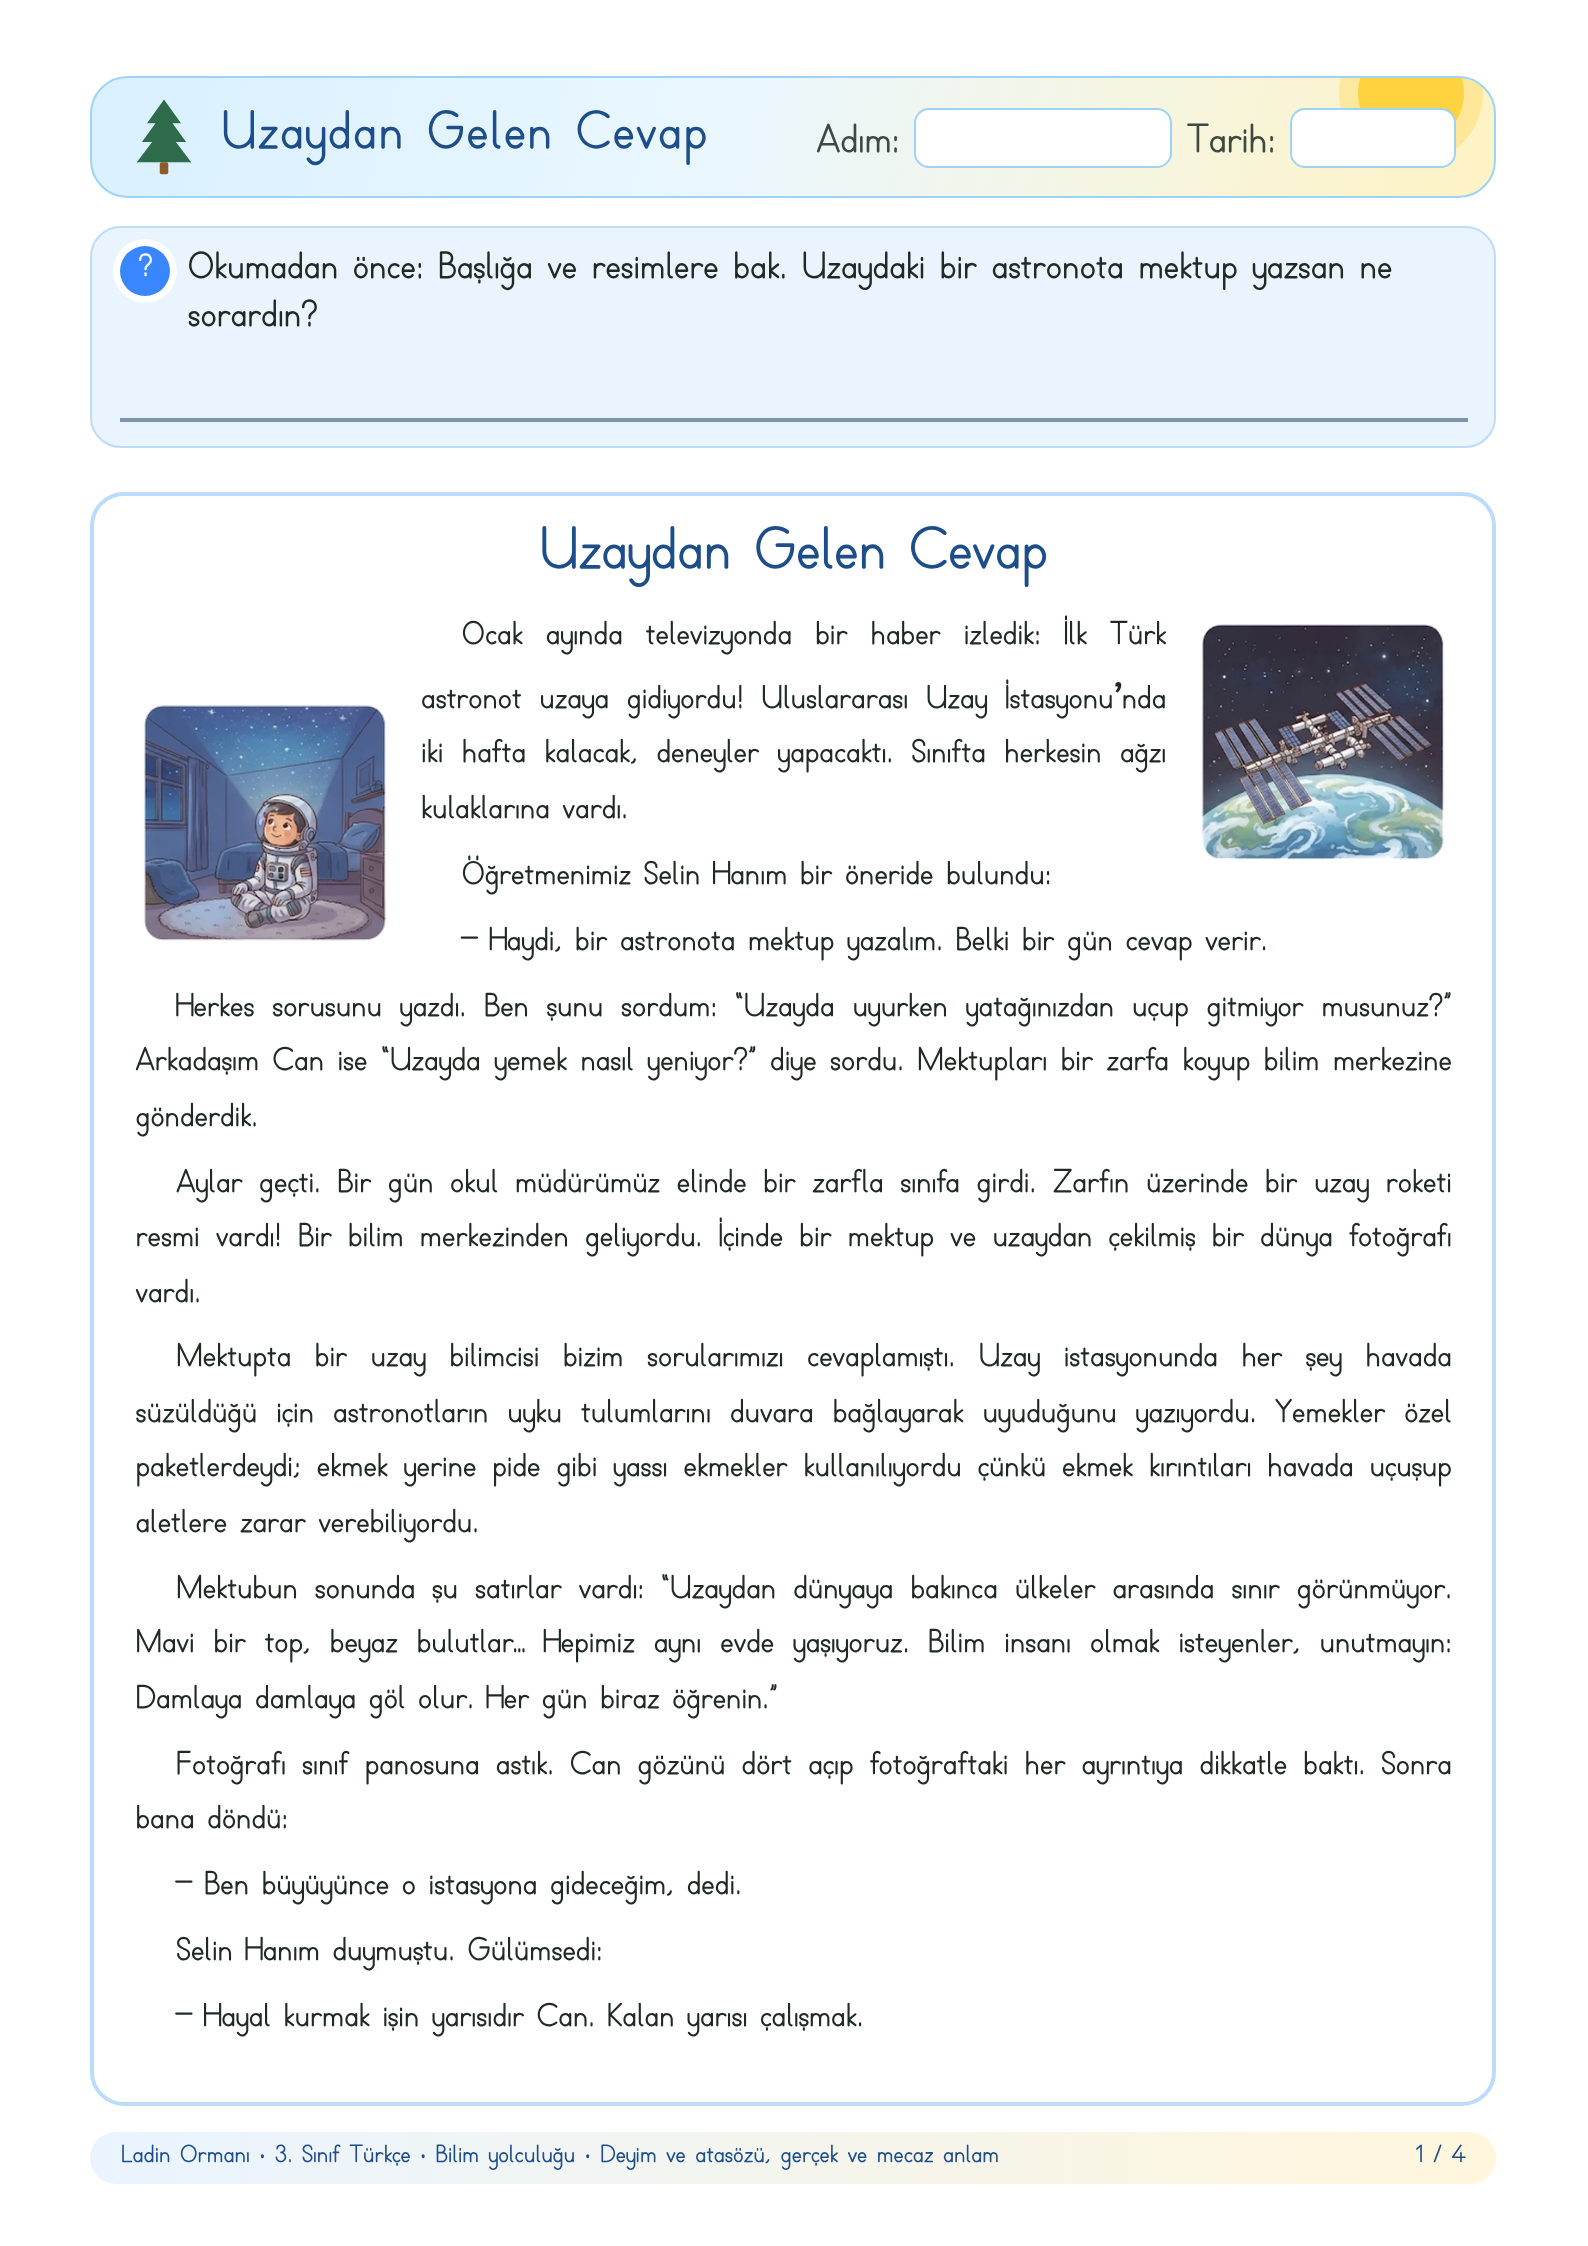 Uzaydan Gelen Cevap
Adım:
Tarih:
?
Okumadan önce: Başlığa ve resimlere bak. Uzaydaki bir astronota mektup yazsan ne
sorardın?
Uzaydan Gelen Cevap
Ocak ayında televizyonda bir haber izledik: İlk Türk
astronot uzaya gidiyordu! Uluslararası Uzay İstasyonu’nda
iki hafta kalacak, deneyler yapacaktı. Sınıfta herkesin ağzı
kulaklarına vardı.
Öğretmenimiz Selin Hanım bir öneride bulundu:
– Haydi, bir astronota mektup yazalım. Belki bir gün cevap verir.
Herkes sorusunu yazdı. Ben şunu sordum: “Uzayda uyurken yatağınızdan uçup gitmiyor musunuz?”
Arkadaşım Can ise “Uzayda yemek nasıl yeniyor?” diye sordu. Mektupları bir zarfa koyup bilim merkezine
gönderdik.
Aylar geçti. Bir gün okul müdürümüz elinde bir zarfla sınıfa girdi. Zarfın üzerinde bir uzay roketi
resmi vardı! Bir bilim merkezinden geliyordu. İçinde bir mektup ve uzaydan çekilmiş bir dünya fotoğrafı
vardı.
Mektupta bir uzay bilimcisi bizim sorularımızı cevaplamıştı. Uzay istasyonunda her şey havada
süzüldüğü için astronotların uyku tulumlarını duvara bağlayarak uyuduğunu yazıyordu. Yemekler özel
paketlerdeydi; ekmek yerine pide gibi yassı ekmekler kullanılıyordu çünkü ekmek kırıntıları havada uçuşup
aletlere zarar verebiliyordu.
Mektubun sonunda şu satırlar vardı: “Uzaydan dünyaya bakınca ülkeler arasında sınır görünmüyor.
Mavi bir top, beyaz bulutlar… Hepimiz aynı evde yaşıyoruz. Bilim insanı olmak isteyenler, unutmayın:
Damlaya damlaya göl olur. Her gün biraz öğrenin.”
Fotoğrafı sınıf panosuna astık. Can gözünü dört açıp fotoğraftaki her ayrıntıya dikkatle baktı. Sonra
bana döndü:
– Ben büyüyünce o istasyona gideceğim, dedi.
Selin Hanım duymuştu. Gülümsedi:
– Hayal kurmak işin yarısıdır Can. Kalan yarısı çalışmak.
Ladin Ormanı • 3. Sınıf Türkçe • Bilim yolculuğu • Deyim ve atasözü, gerçek ve mecaz anlam
1 / 4